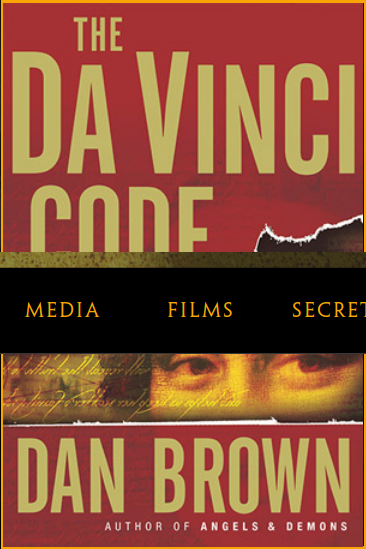 THE
DA VINCI
CODE
MEDIA FILMS SECRET
DAN BROWN
AUTHOR OF ANGELS & DEMONS